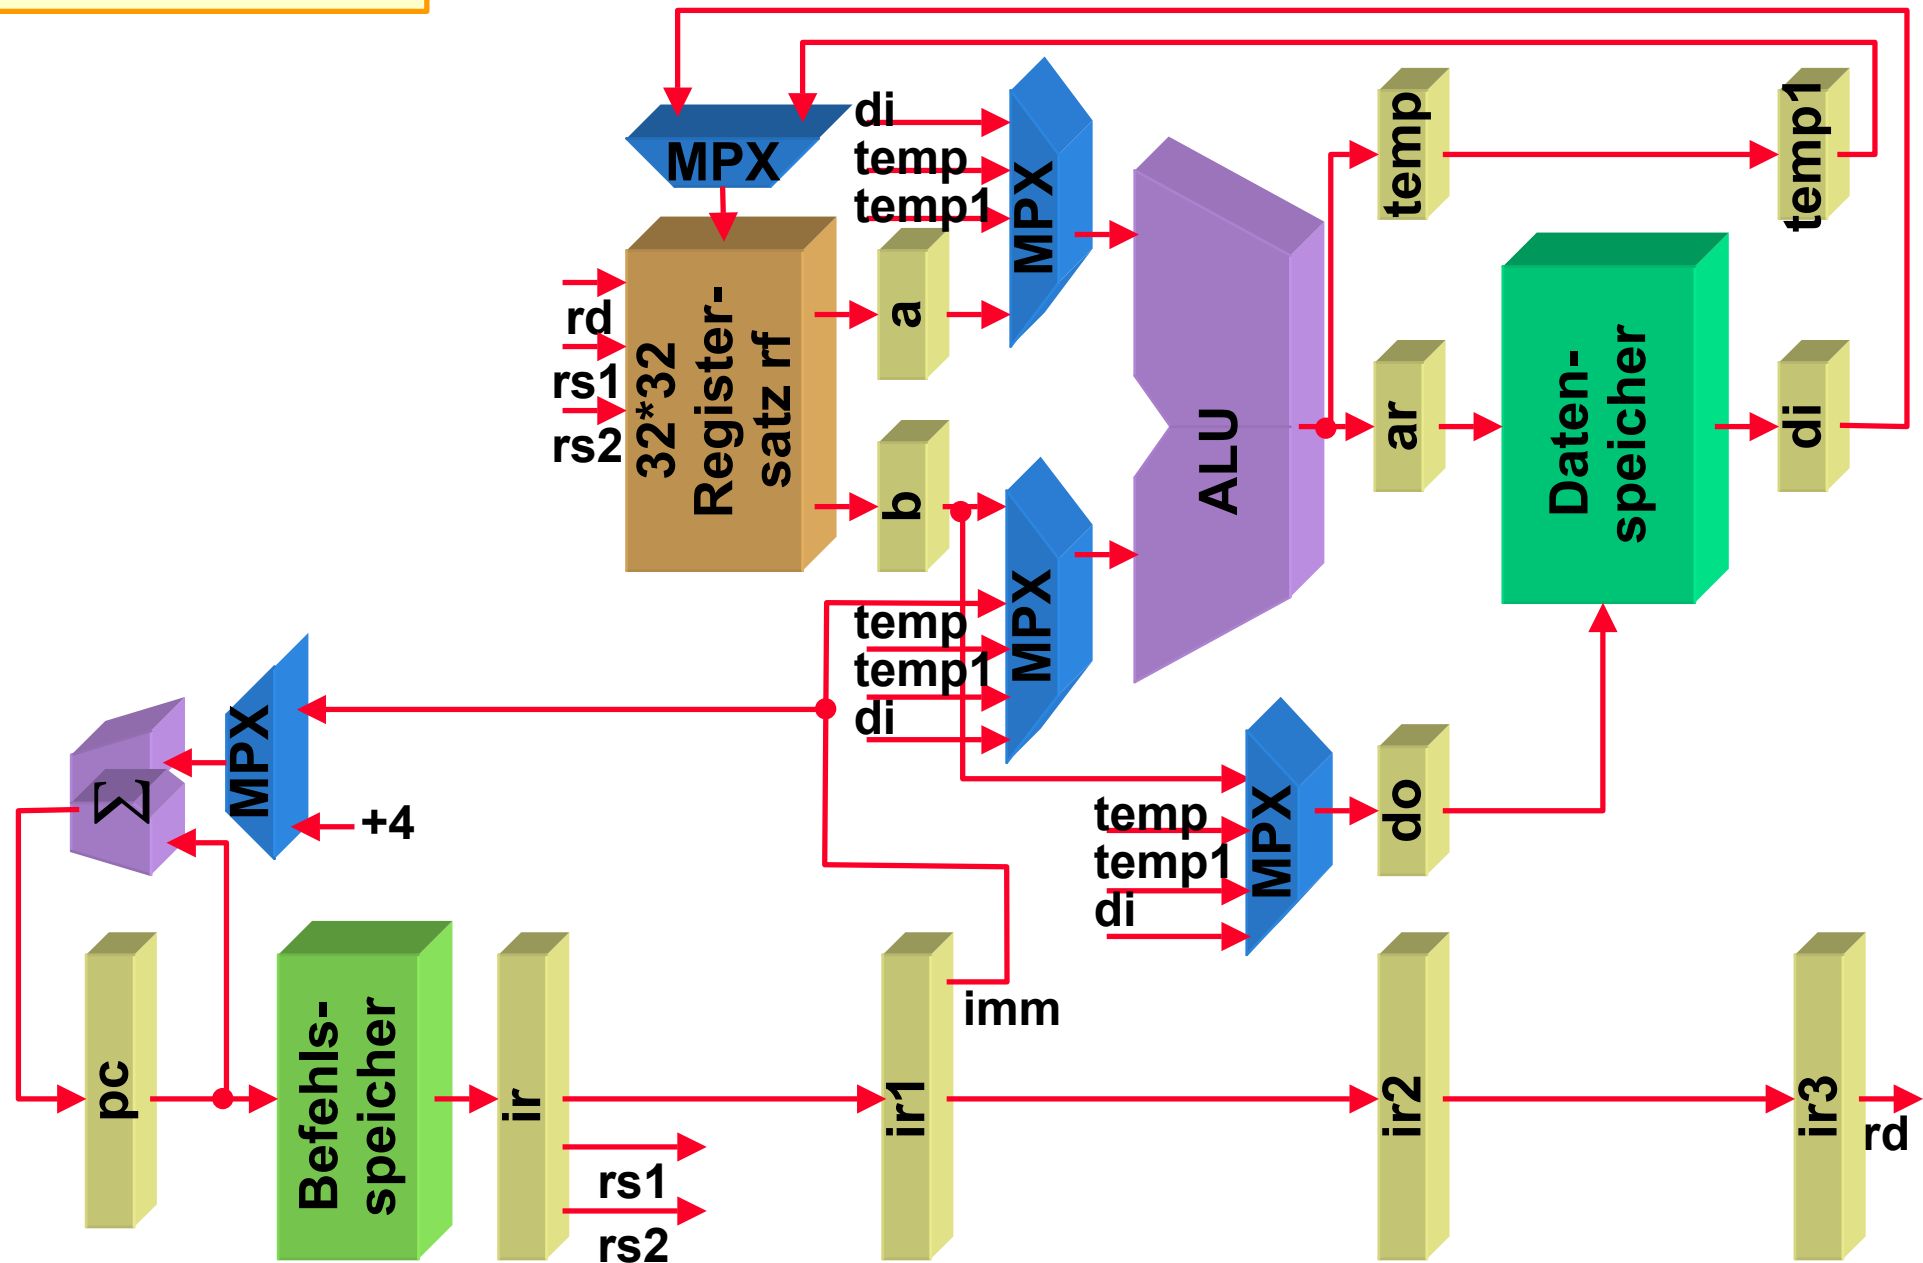 di
temp
temp1
MPX
MPX
temp
temp1
rd
rs1
rs2
32*32
Register-
satz rf
a
b
ALU
ar
Daten-
speicher
di
temp
temp1
di
MPX
MPX
Σ
+4
temp
temp1
di
MPX
do
pc
Befehls-
speicher
ir
rs1
rs2
ir1
imm
ir2
ir3
rd